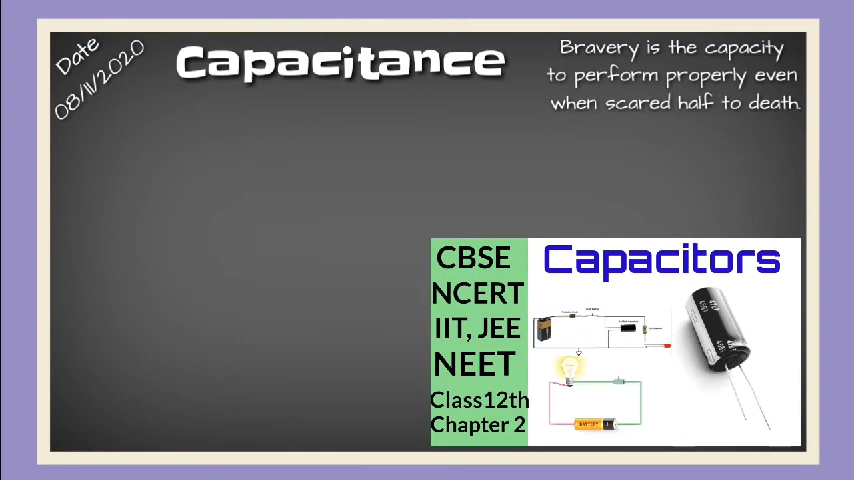 Date
08/11/2020
Capacitance
Bravery is the capacity
to perform properly even
when scared half to death.
CBSE
NCERT
IIT, JEE
NEET
Class12th
Chapter 2
Capacitors
BATTERY